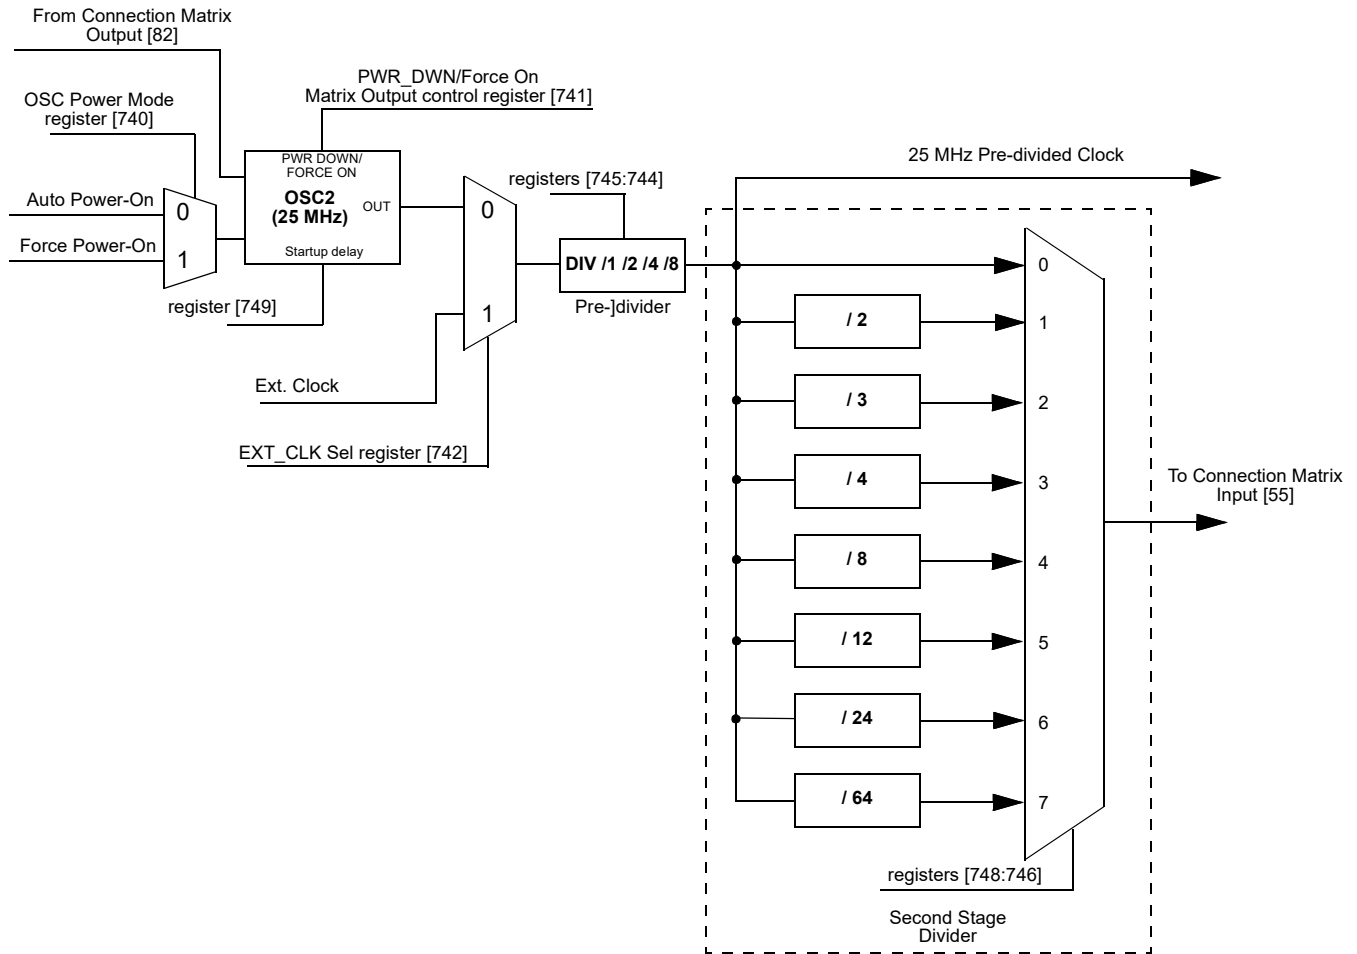 From Connection Matrix
Output [82]
PWR_DWN/Force On
Matrix Output control register [741]
OSC Power Mode
register [740]
PWR DOWN/
FORCE ON
OSC2
(25 MHz)
OUT
Startup delay
Auto Power-On
0
Force Power-On
1
register [749]
0
1
Ext. Clock
EXT_CLK Sel register [742]
registers [745:744]
DIV /1 /2 /4 /8
Pre-]divider
25 MHz Pre-divided Clock
0
/ 2
1
/ 3
2
/ 4
3
/ 8
4
/ 12
5
/ 24
6
/ 64
7
To Connection Matrix
Input [55]
registers [748:746]
Second Stage
Divider